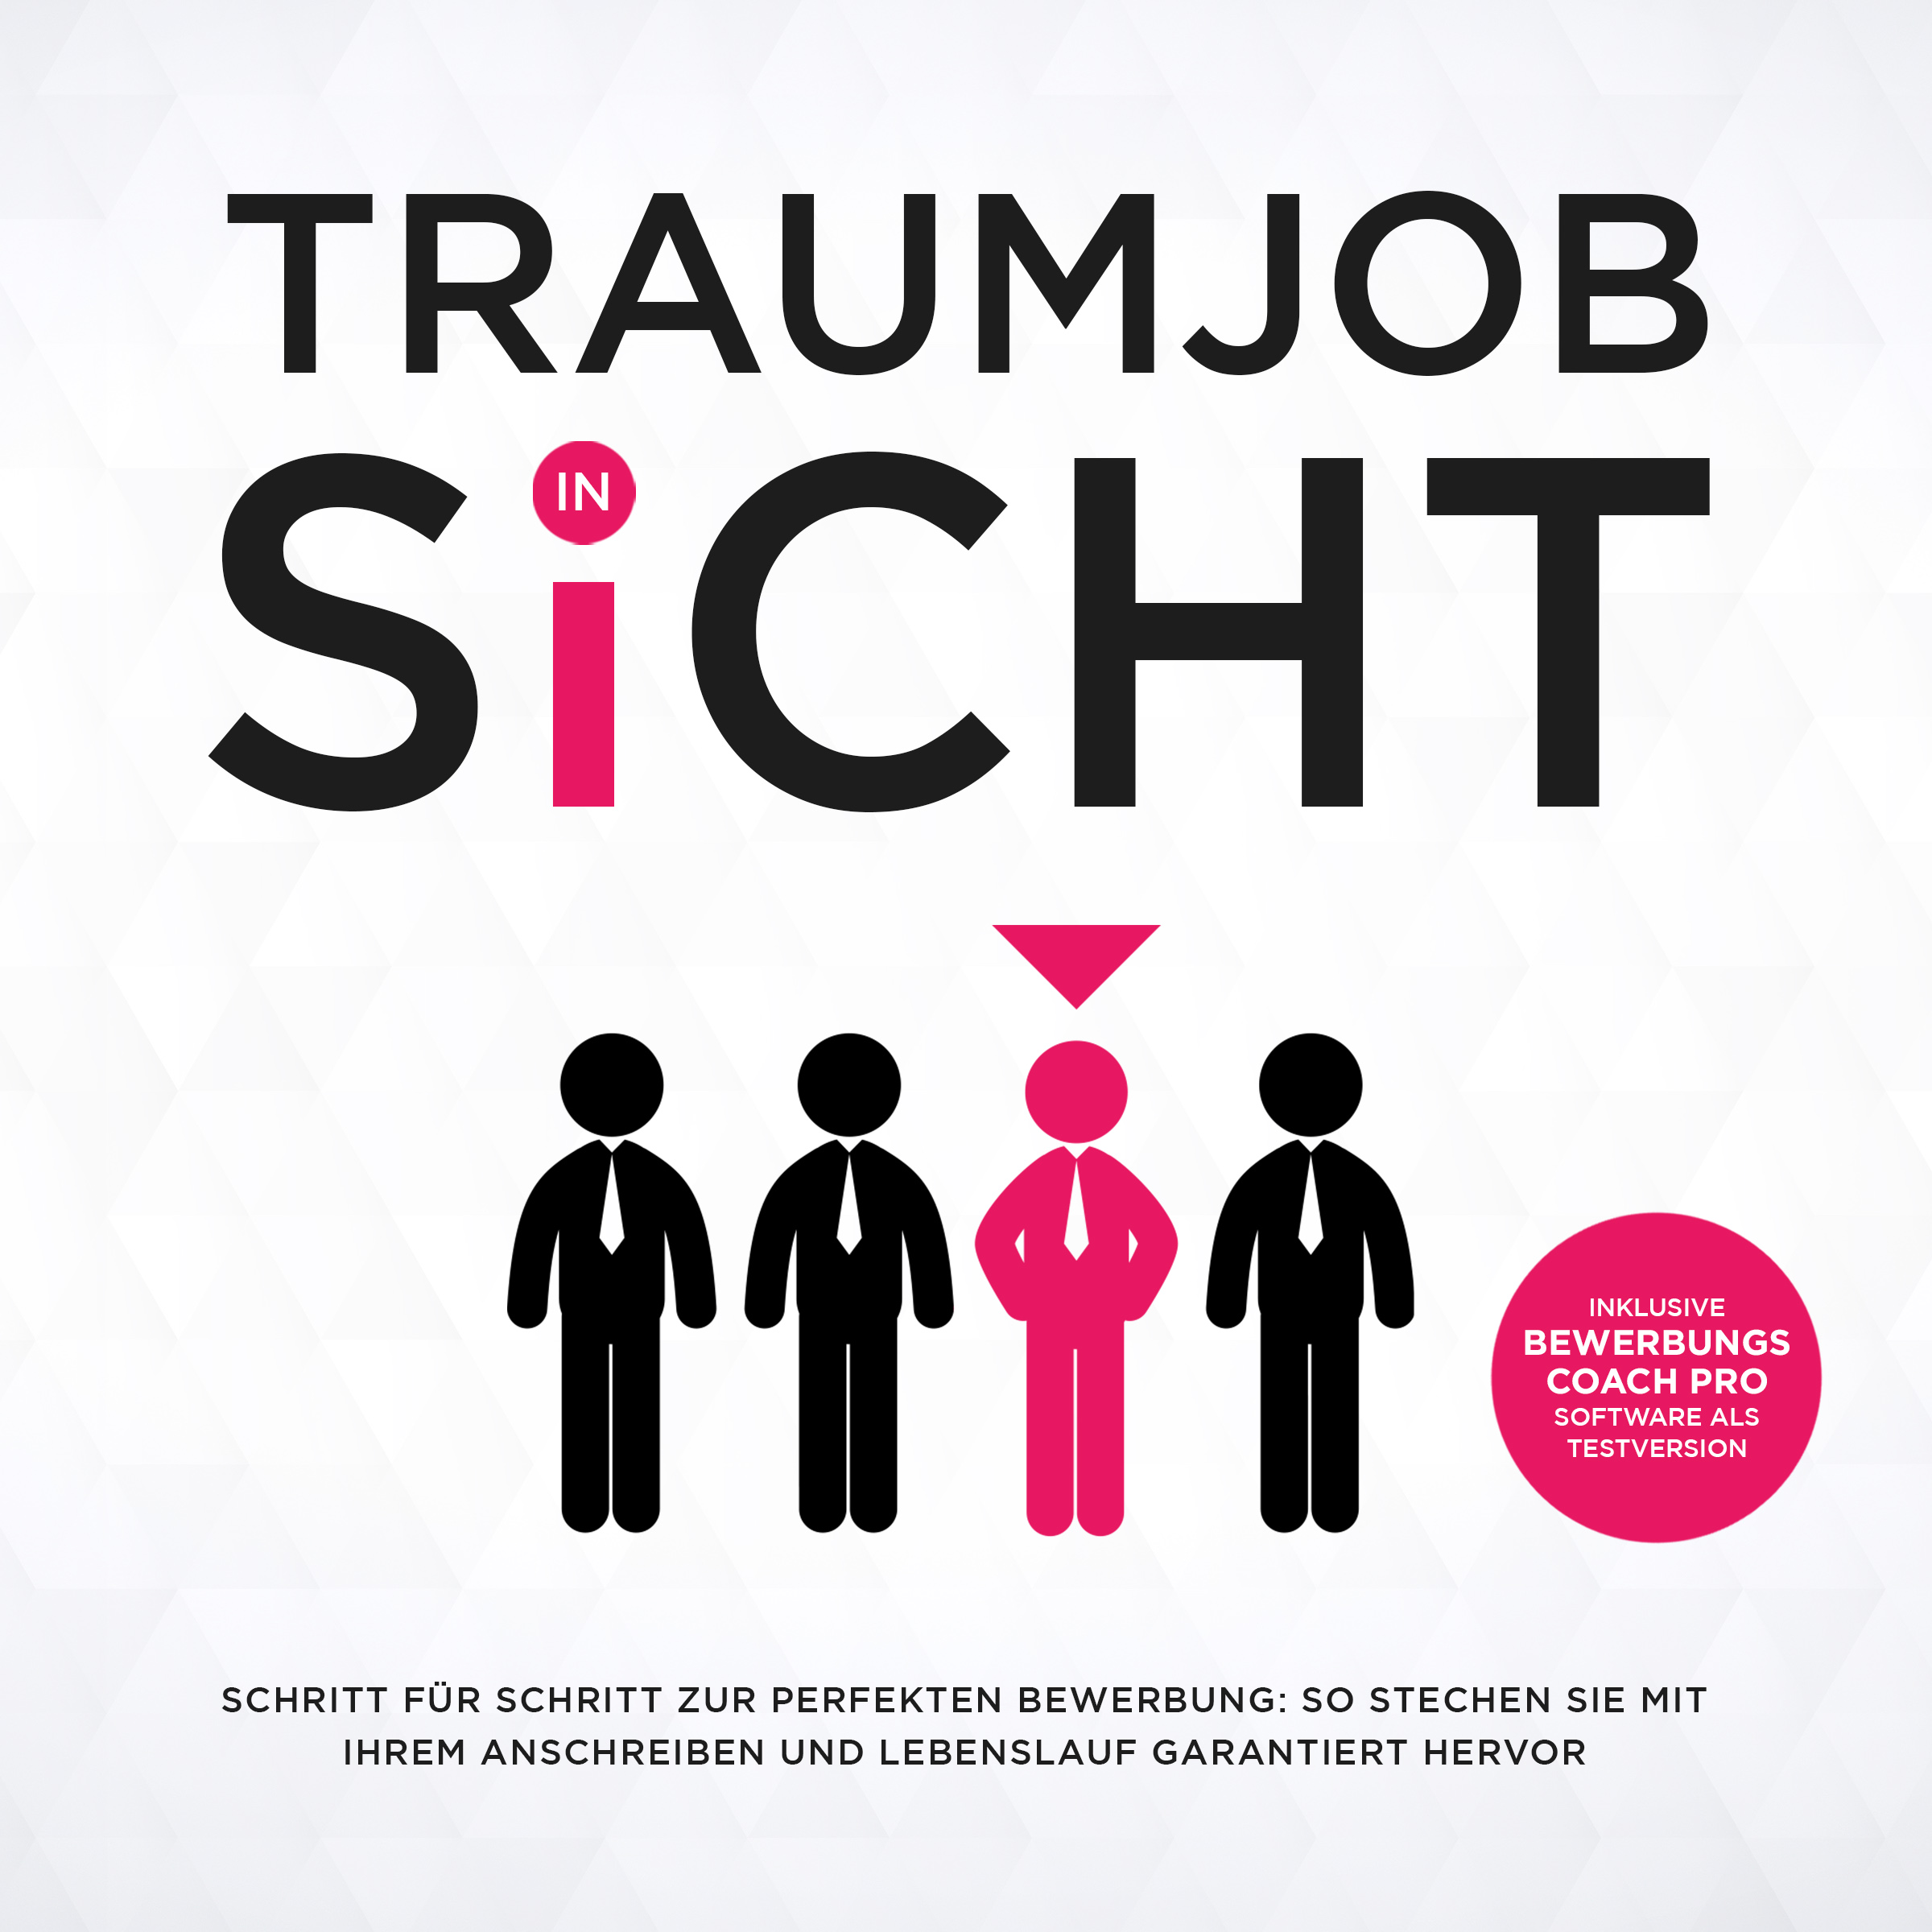 TRAUMJOB
IN
SiCHT
INKLUSIVE
BEWERBUNGS
COACH PRO
SOFTWARE ALS
TESTVERSION
SCHRITT FÜR SCHRITT ZUR PERFEKTEN BEWERBUNG: SO STECHEN SIE MIT
IHREM ANSCHREIBEN UND LEBENSLAUF GARANTIERT HERVOR